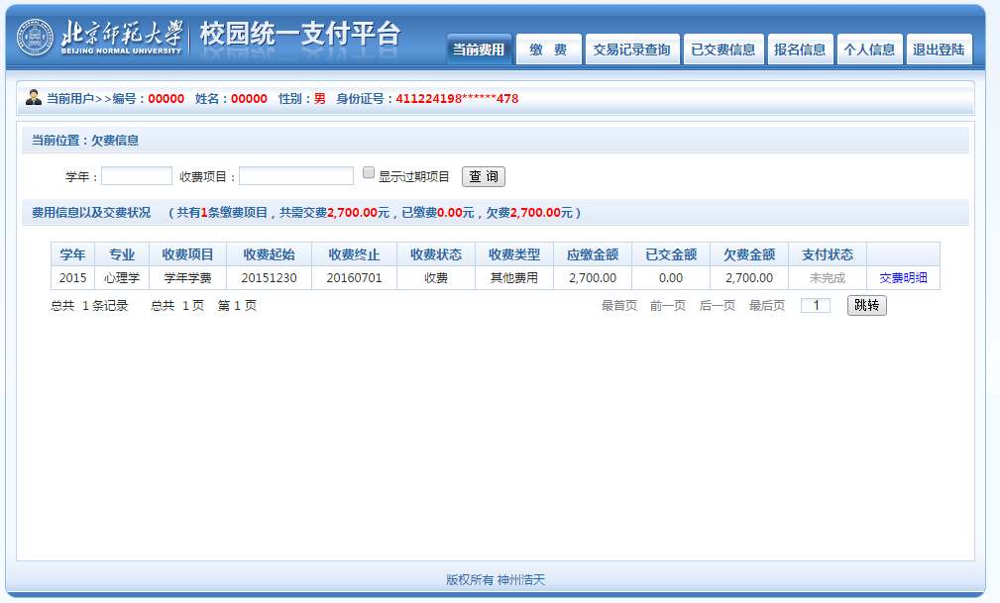 北京师范大学 校园统一支付平台
BEIJING NORMAL UNIVERSITY
当前费用 缴 费 交易记录查询 已交费信息 报名信息 个人信息 退出登陆
当前用户>>编号：00000 姓名：00000 性别：男 身份证号：411224198******478
当前位置：欠费信息
学年： 收费项目： 显示过期项目 查 询
费用信息以及交费状况 （共有1条缴费项目，共需交费2,700.00元，已缴费0.00元，欠费2,700.00元）
学年 专业 收费项目 收费起始 收费终止 收费状态 收费类型 应缴金额 已交金额 欠费金额 支付状态
2015 心理学 学年学费 20151230 20160701 收费 其他费用 2,700.00 0.00 2,700.00 未完成 交费明细
总共 1 条记录 总共 1 页 第 1 页 最首页 前一页 后一页 最后页 1 跳转
版权所有 神州浩天